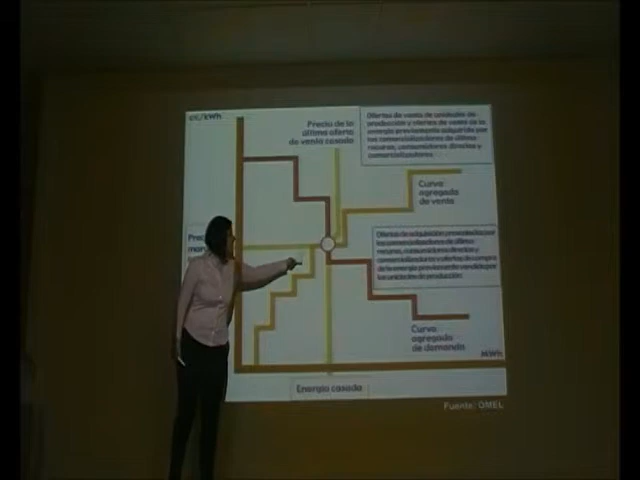 cc/kWh
Precio de la
última oferta
de venta casada
Ofertas de venta de unidades de
producción y ofertas de venta de la
energía previamente adquirida por
los comercializadores de último
recurso, consumidores directos y
comercializadores
Curva
agregada
de venta
Ofertas de adquisición presentadas por
los comercializadores de último
recurso, consumidores directos y
comercializadores y ofertas de compra
de la energía previamente vendida por
las unidades de producción
Curva
agregada
de demanda
MWh
Energía casada
Fuente: OMEL